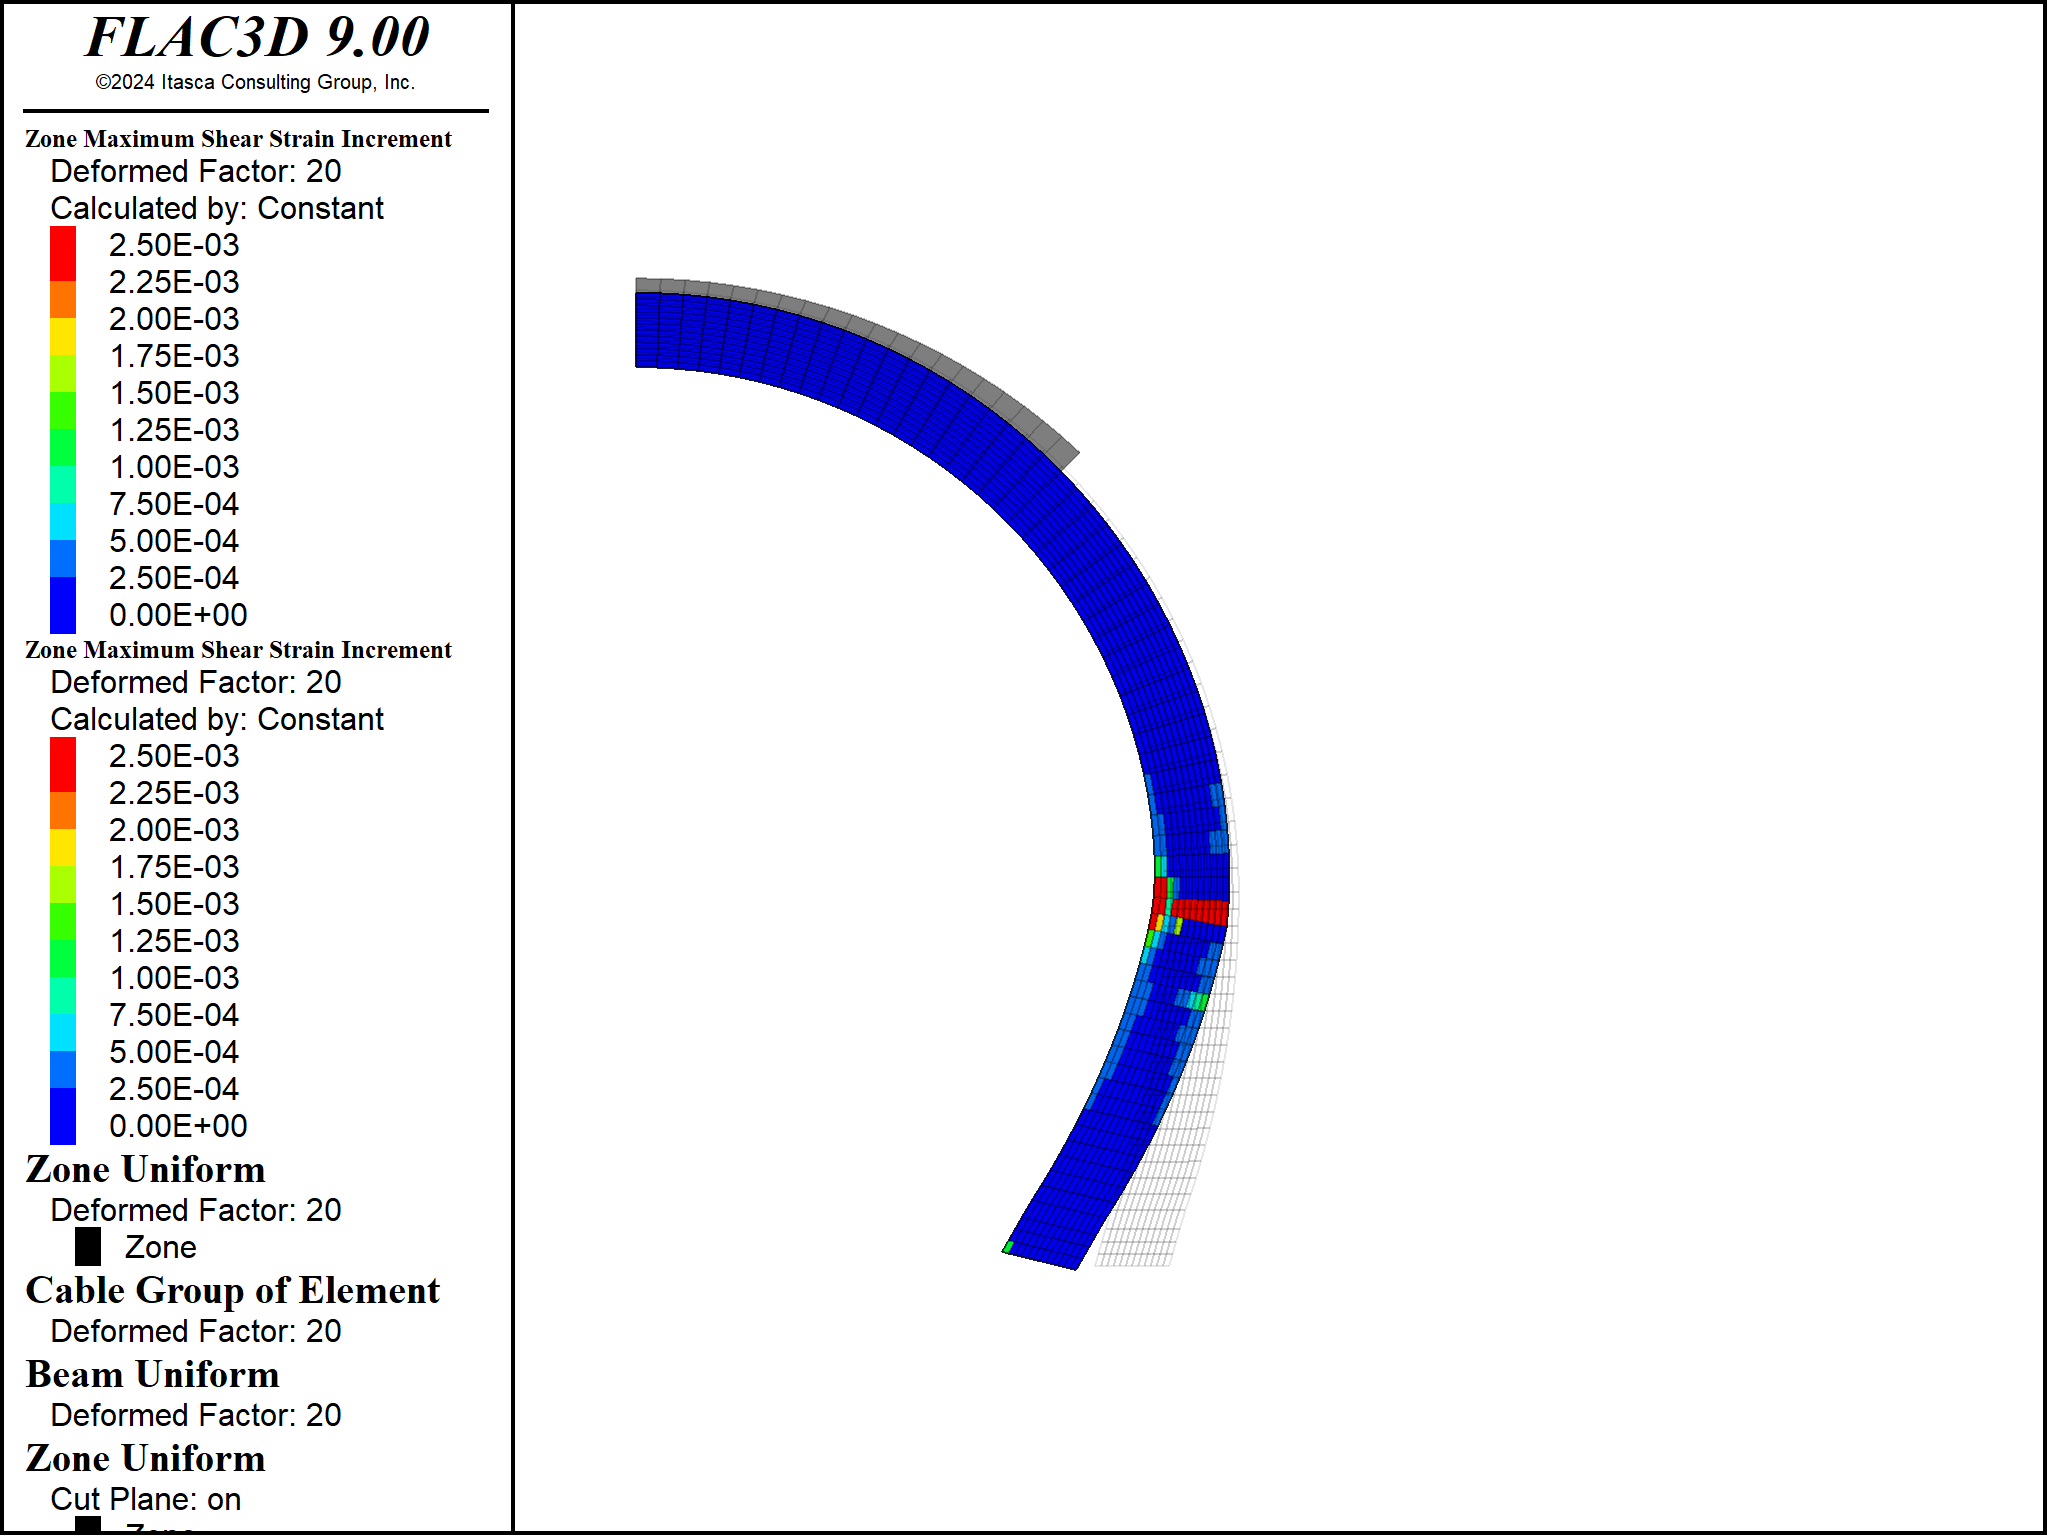 FLAC3D 9.00
©2024 Itasca Consulting Group, Inc.
Zone Maximum Shear Strain Increment
Deformed Factor: 20
Calculated by: Constant
2.50E-03
2.25E-03
2.00E-03
1.75E-03
1.50E-03
1.25E-03
1.00E-03
7.50E-04
5.00E-04
2.50E-04
0.00E+00
Zone Maximum Shear Strain Increment
Deformed Factor: 20
Calculated by: Constant
2.50E-03
2.25E-03
2.00E-03
1.75E-03
1.50E-03
1.25E-03
1.00E-03
7.50E-04
5.00E-04
2.50E-04
0.00E+00
Zone Uniform
Deformed Factor: 20
Zone
Cable Group of Element
Deformed Factor: 20
Beam Uniform
Deformed Factor: 20
Zone Uniform
Cut Plane: on